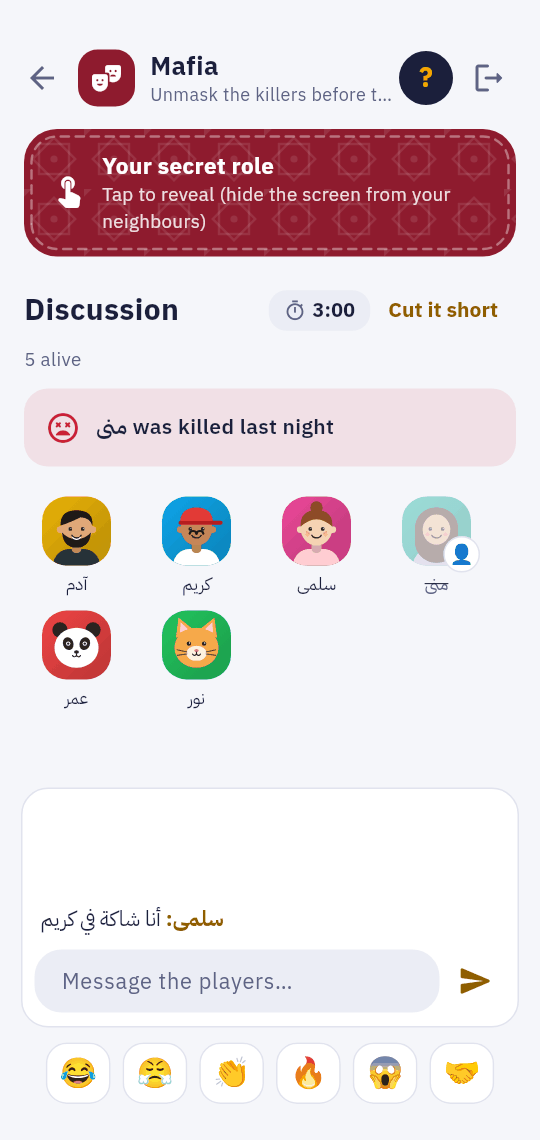 Mafia
Unmask the killers before t...
?
Your secret role
Tap to reveal (hide the screen from your
neighbours)
Discussion
3:00
Cut it short
5 alive
منى was killed last night
آدم
كريم
سلمى
منى
عمر
نور
سلمى: أنا شاكة في كريم
Message the players...